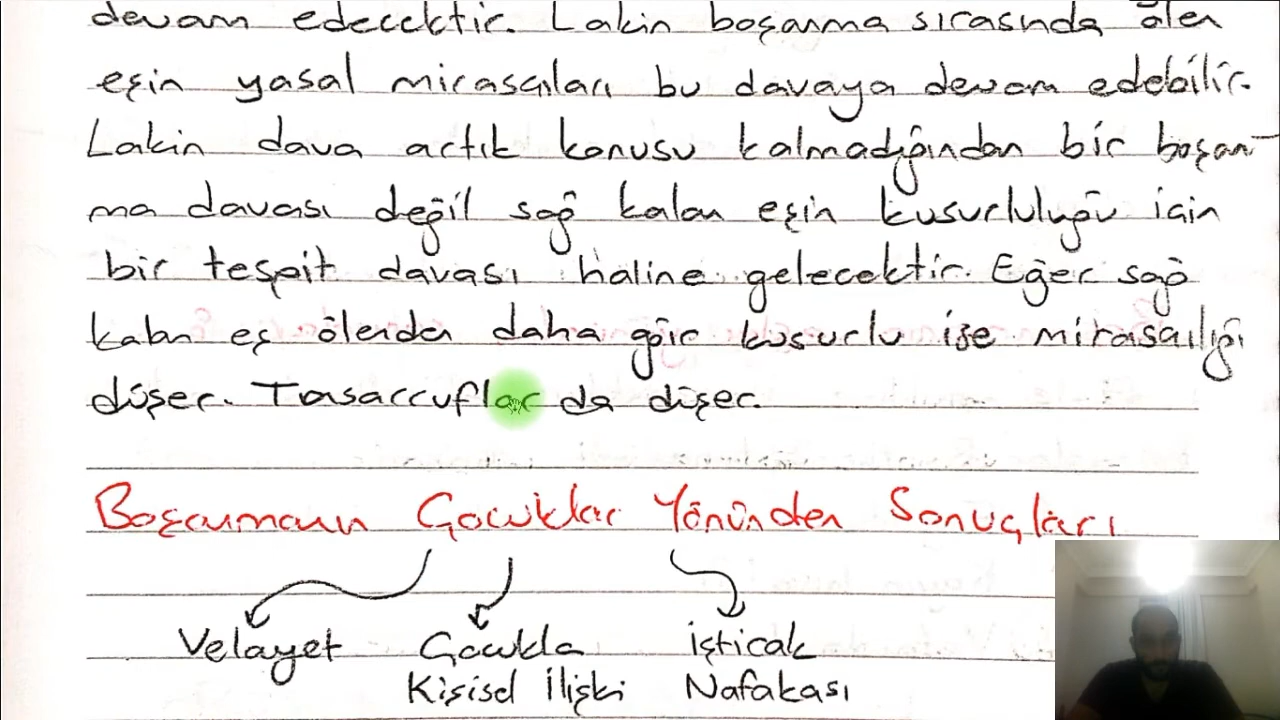 devam edecektir. Lakin boşanma sırasında ölen
eşin yasal mirasçıları bu davaya devam edebilir.
Lakin dava artık konusu kalmadığından bir boşan-
ma davası değil sağ kalan eşin kusurluluğu için
bir tespit davası haline gelecektir. Eğer sağ
kalan eş ölenden daha ağır kusurlu ise mirasçılığı
düşer. Tasarruflar da düşer.
Boşanmanın Çocuklar Yönünden Sonuçları
Velayet Çocukla İştirak
Kişisel İlişki Nafakası